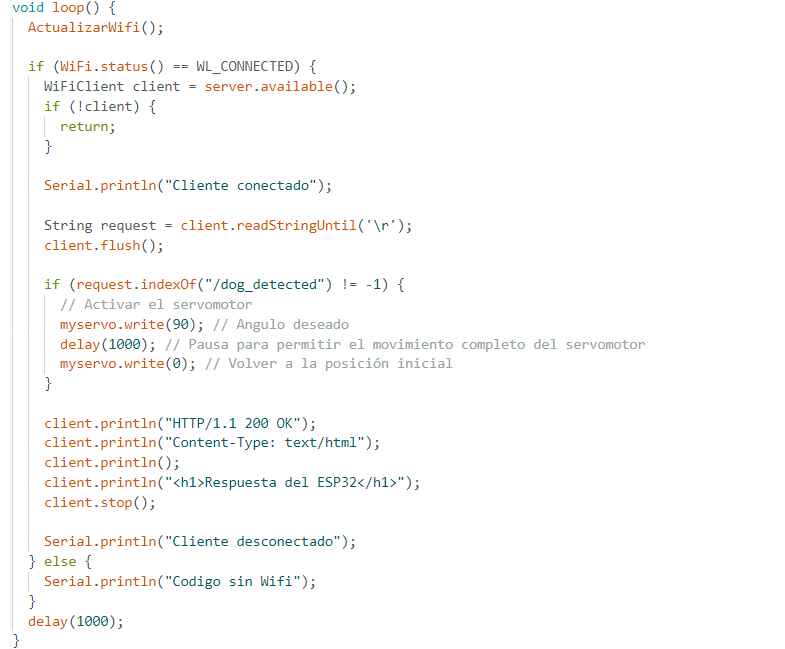 void loop() {
  ActualizarWifi();

  if (WiFi.status() == WL_CONNECTED) {
    WiFiClient client = server.available();
    if (!client) {
      return;
    }

    Serial.println("Cliente conectado");

    String request = client.readStringUntil('\r');
    client.flush();

    if (request.indexOf("/dog_detected") != -1) {
      // Activar el servomotor
      myservo.write(90); // Angulo deseado
      delay(1000); // Pausa para permitir el movimiento completo del servomotor
      myservo.write(0); // Volver a la posición inicial
    }

    client.println("HTTP/1.1 200 OK");
    client.println("Content-Type: text/html");
    client.println();
    client.println("<h1>Respuesta del ESP32</h1>");
    client.stop();

    Serial.println("Cliente desconectado");
  } else {
    Serial.println("Codigo sin Wifi");
  }
  delay(1000);
}